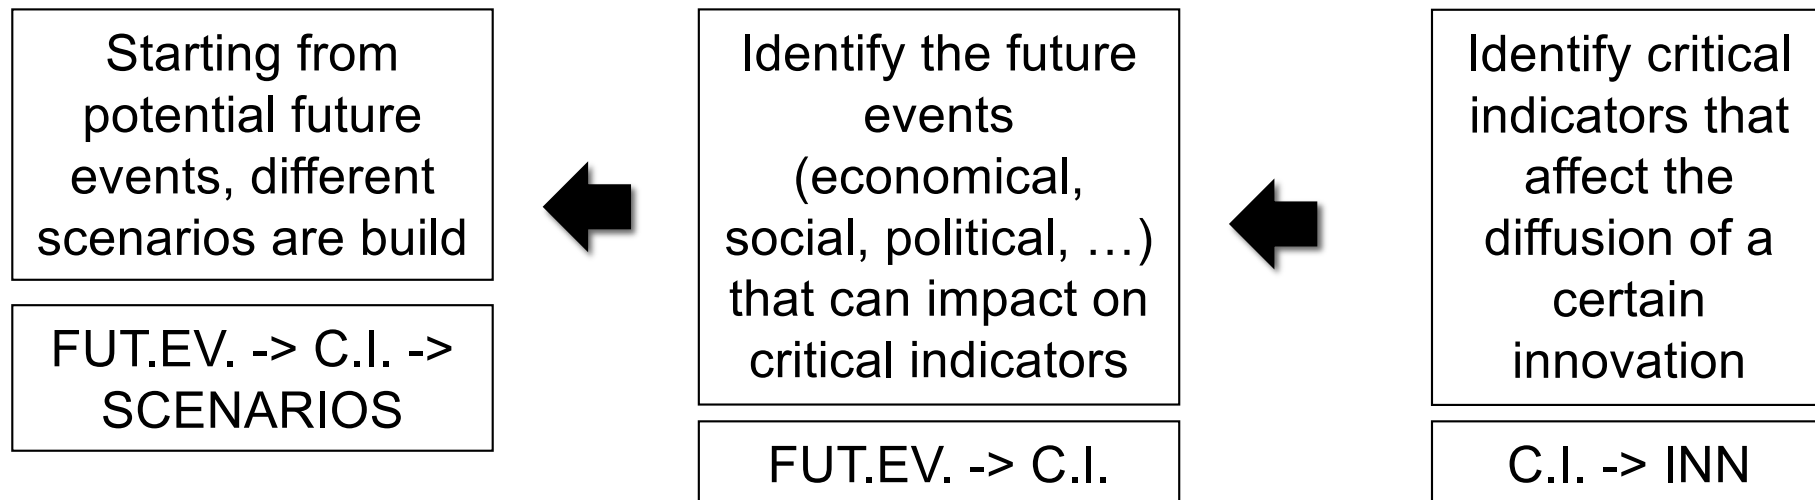 Starting from
potential future
events, different
scenarios are build
FUT.EV. -> C.I. ->
SCENARIOS
Identify the future
events
(economical,
social, political, …)
that can impact on
critical indicators
FUT.EV. -> C.I.
Identify critical
indicators that
affect the
diffusion of a
certain
innovation
C.I. -> INN